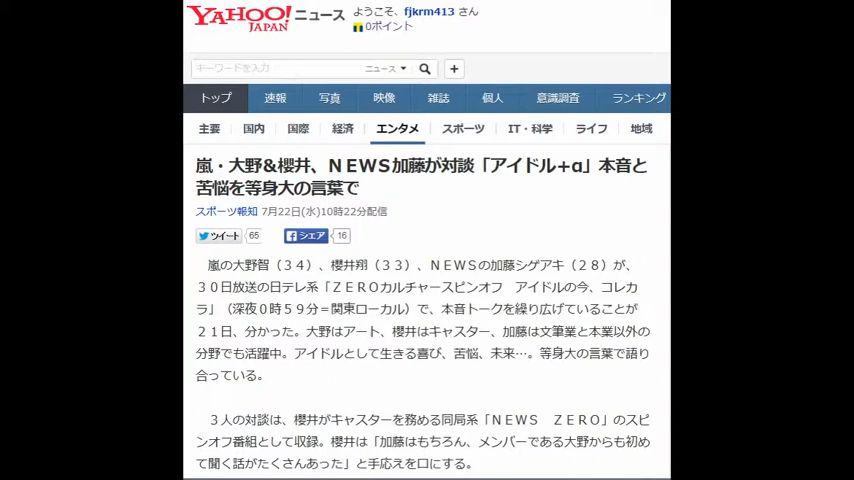 YAHOO! JAPAN ニュース
ようこそ、fjkrm413 さん
0ポイント
キーワードを入力 ニュース
トップ 速報 写真 映像 雑誌 個人 意識調査 ランキング
主要 国内 国際 経済 エンタメ スポーツ IT・科学 ライフ 地域
嵐・大野&櫻井、ＮＥＷＳ加藤が対談「アイドル＋α」本音と
苦悩を等身大の言葉で
スポーツ報知 7月22日(水)10時22分配信
ツイート 65 シェア 16
嵐の大野智（３４）、櫻井翔（３３）、ＮＥＷＳの加藤シゲアキ（２８）が、
３０日放送の日テレ系「ＺＥＲＯカルチャースピンオフ　アイドルの今、コレカ
ラ」（深夜０時５９分＝関東ローカル）で、本音トークを繰り広げていることが
２１日、分かった。大野はアート、櫻井はキャスター、加藤は文筆業と本業以外の
分野でも活躍中。アイドルとして生きる喜び、苦悩、未来…。等身大の言葉で語り
合っている。
３人の対談は、櫻井がキャスターを務める同局系「ＮＥＷＳ　ＺＥＲＯ」のスピ
ンオフ番組として収録。櫻井は「加藤はもちろん、メンバーである大野からも初め
て聞く話がたくさんあった」と手応えを口にする。